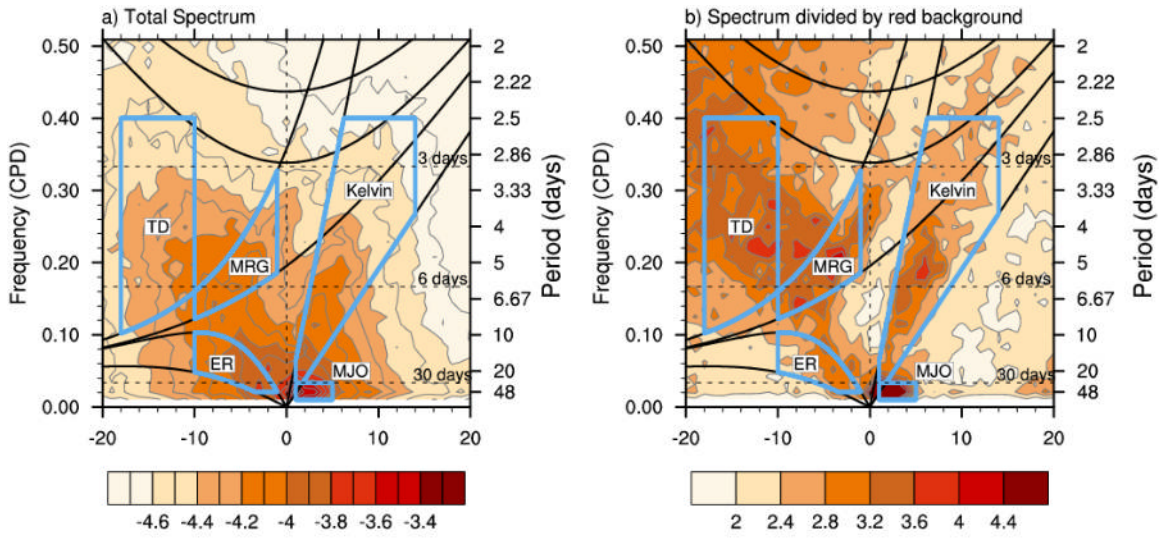 a) Total Spectrum
0.50
0.40
0.30
0.20
0.10
0.00
Frequency (CPD)
2
2.22
2.5
2.86
3.33
4
5
6.67
10
20
48
Period (days)
3 days
6 days
30 days
TD
MRG
Kelvin
ER
MJO
-20 -10 0 10 20
-4.6 -4.4 -4.2 -4 -3.8 -3.6 -3.4
b) Spectrum divided by red background
0.50
0.40
0.30
0.20
0.10
0.00
Frequency (CPD)
2
2.22
2.5
2.86
3.33
4
5
6.67
10
20
48
Period (days)
3 days
6 days
30 days
TD
MRG
Kelvin
ER
MJO
-20 -10 0 10 20
2 2.4 2.8 3.2 3.6 4 4.4